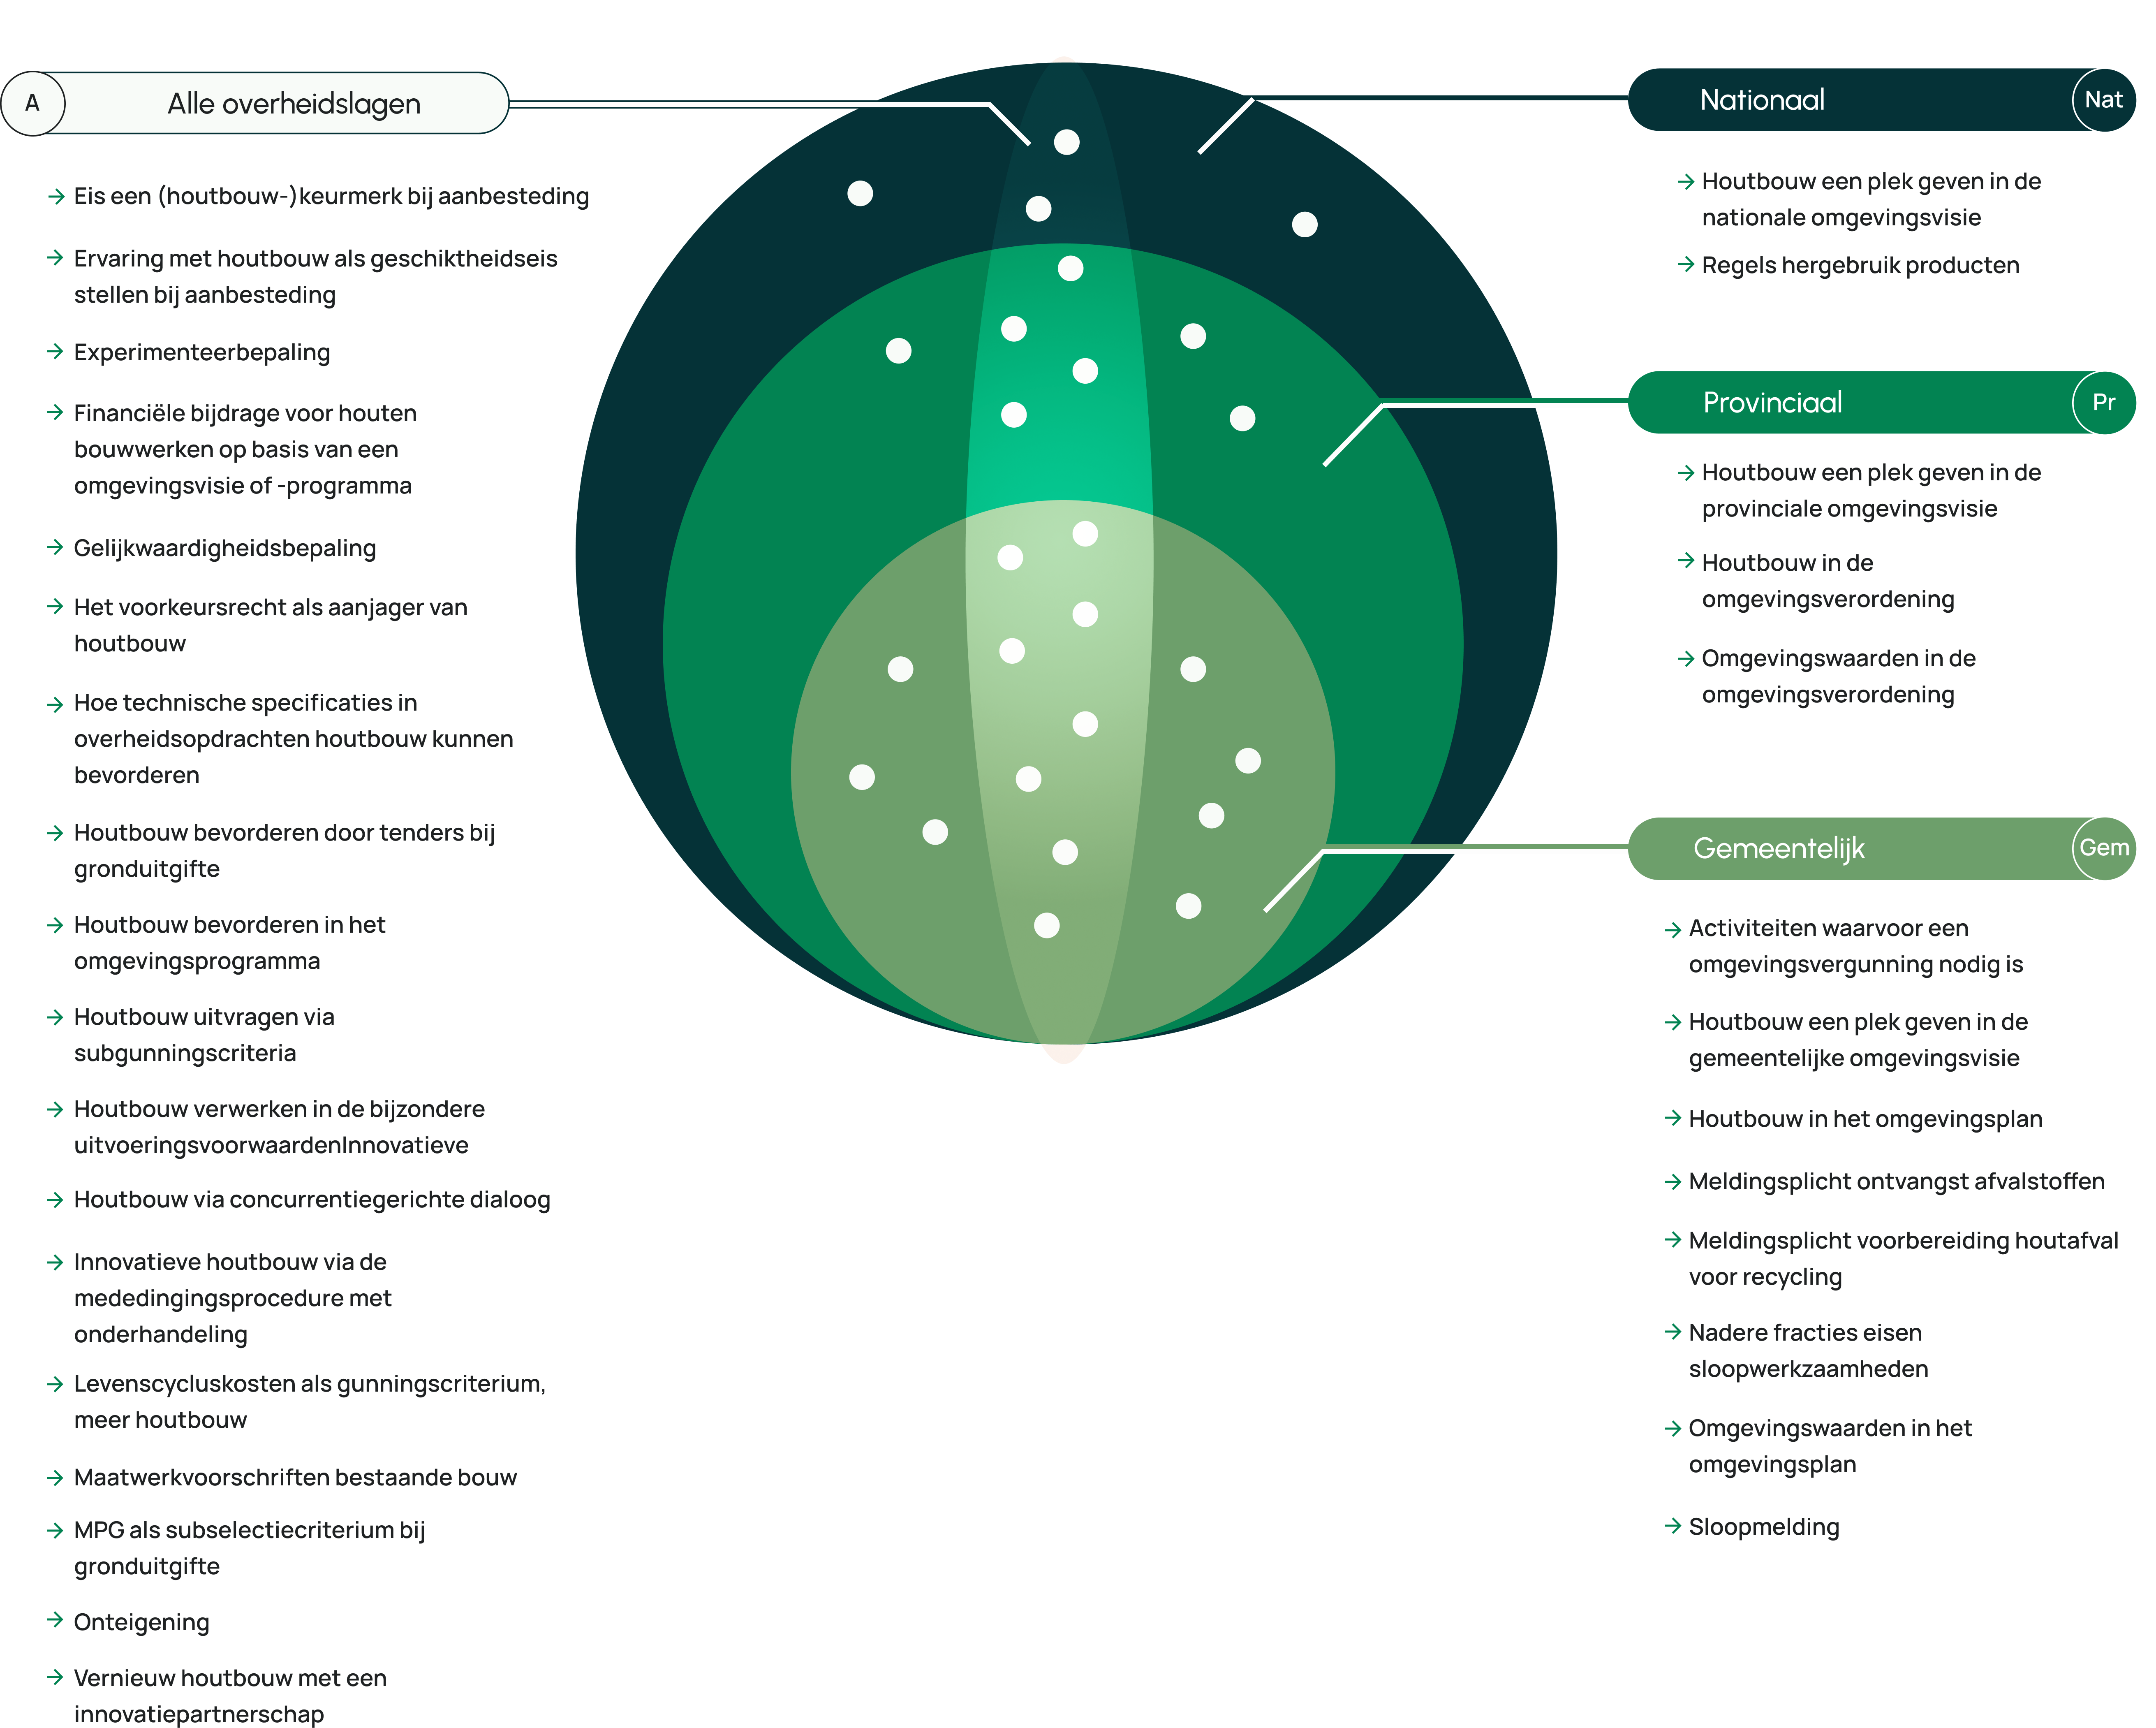 A
Alle overheidslagen
Eis een (houtbouw-)keurmerk bij aanbesteding
Ervaring met houtbouw als geschiktheidseis
stellen bij aanbesteding
Experimenteerbepaling
Financiële bijdrage voor houten
bouwwerken op basis van een
omgevingsvisie of -programma
Gelijkwaardigheidsbepaling
Het voorkeursrecht als aanjager van
houtbouw
Hoe technische specificaties in
overheidsopdrachten houtbouw kunnen
bevorderen
Houtbouw bevorderen door tenders bij
gronduitgifte
Houtbouw bevorderen in het
omgevingsprogramma
Houtbouw uitvragen via
subgunningscriteria
Houtbouw verwerken in de bijzondere
uitvoeringsvoorwaardenInnovatieve
Houtbouw via concurrentiegerichte dialoog
Innovatieve houtbouw via de
mededingingsprocedure met
onderhandeling
Levenscycluskosten als gunningscriterium,
meer houtbouw
Maatwerkvoorschriften bestaande bouw
MPG als subselectiecriterium bij
gronduitgifte
Onteigening
Vernieuw houtbouw met een
innovatiepartnerschap
Nationaal
Nat
Houtbouw een plek geven in de
nationale omgevingsvisie
Regels hergebruik producten
Provinciaal
Pr
Houtbouw een plek geven in de
provinciale omgevingsvisie
Houtbouw in de
omgevingsverordening
Omgevingswaarden in de
omgevingsverordening
Gemeentelijk
Gem
Activiteiten waarvoor een
omgevingsvergunning nodig is
Houtbouw een plek geven in de
gemeentelijke omgevingsvisie
Houtbouw in het omgevingsplan
Meldingsplicht ontvangst afvalstoffen
Meldingsplicht voorbereiding houtafval
voor recycling
Nadere fracties eisen
sloopwerkzaamheden
Omgevingswaarden in het
omgevingsplan
Sloopmelding